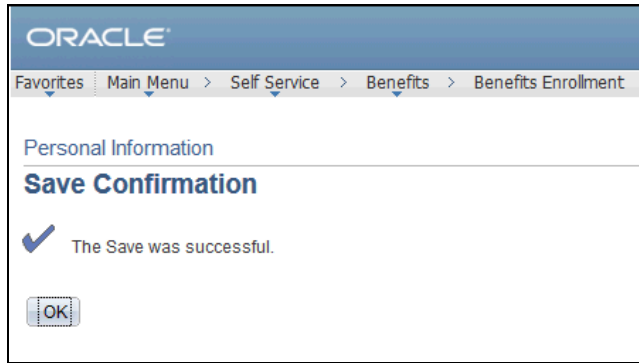 ORACLE
Favorites Main Menu > Self Service > Benefits > Benefits Enrollment
Personal Information
Save Confirmation
The Save was successful.
OK